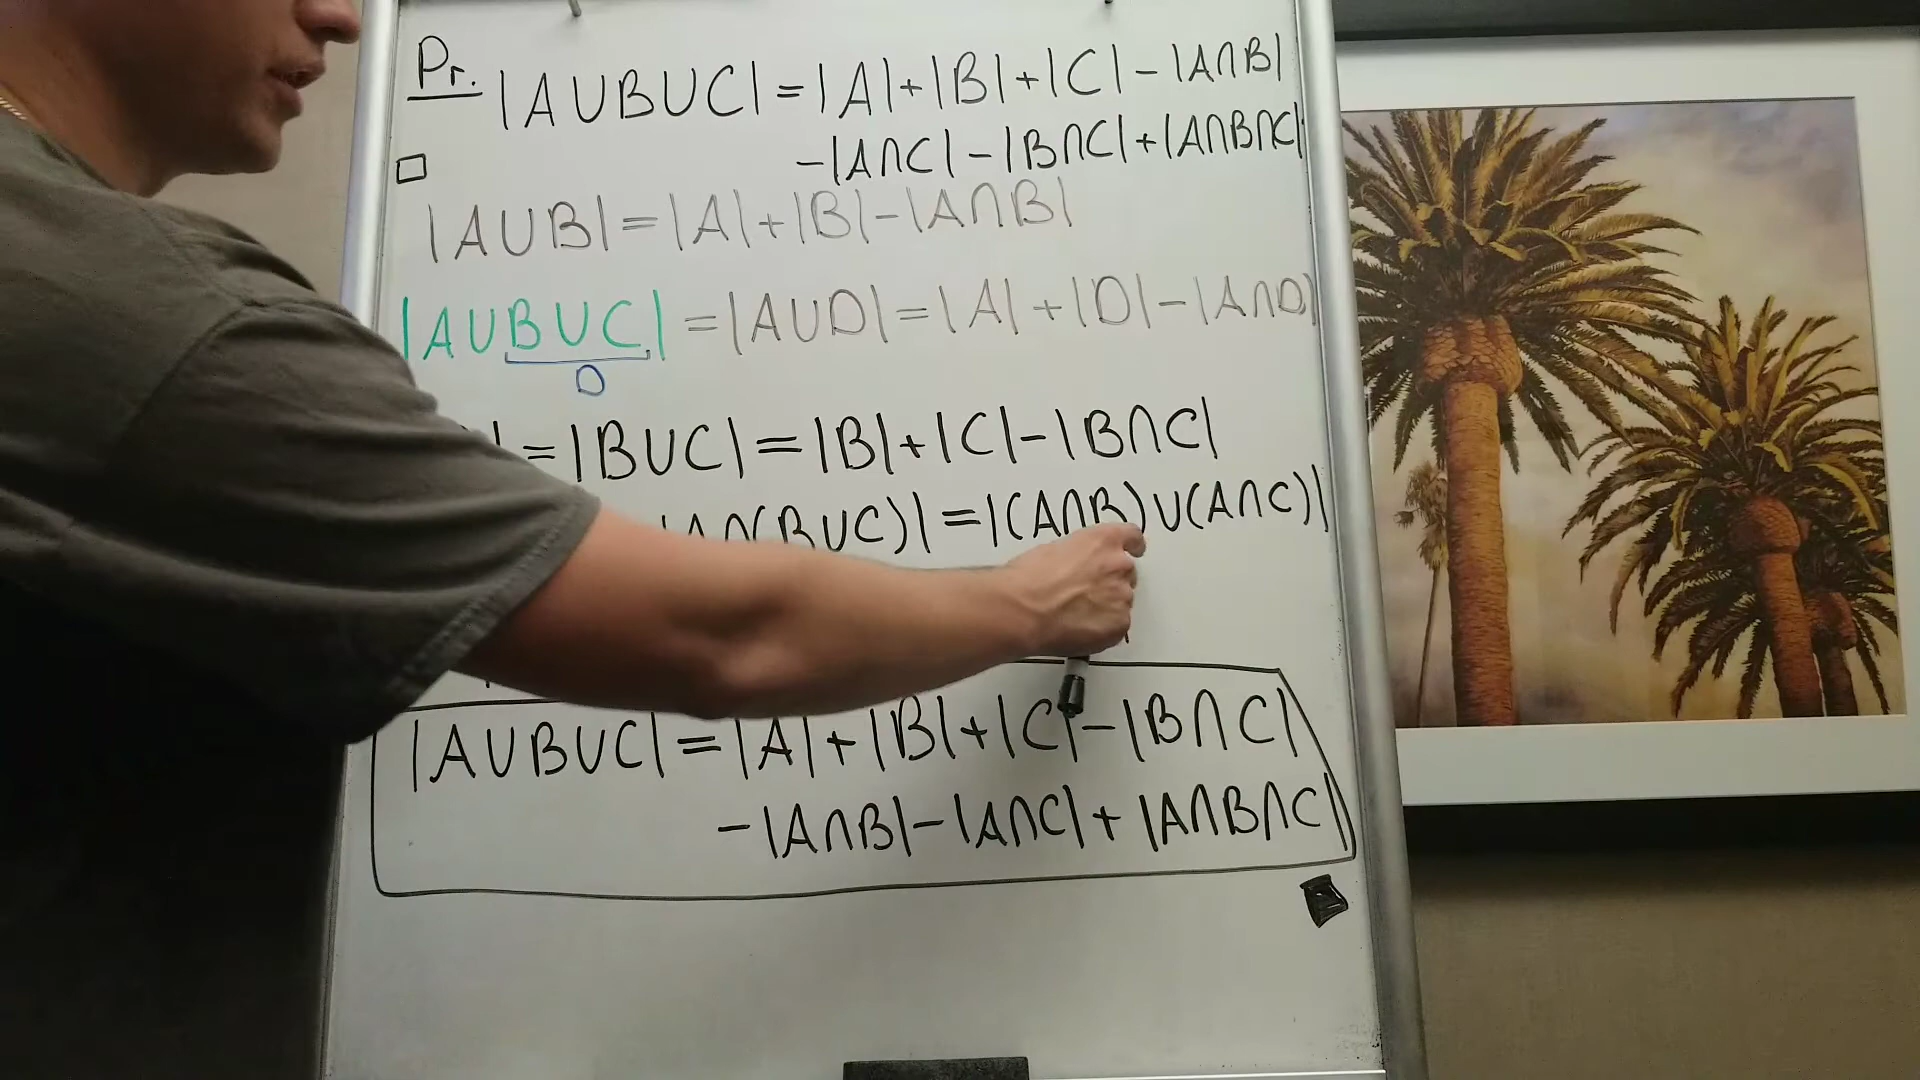 Pr. |A∪B∪C|=|A|+|B|+|C|-|A∩B|
-|A∩C|-|B∩C|+|A∩B∩C|
|A∪B|=|A|+|B|-|A∩B|
|A∪B∪C|=|A∪D|=|A|+|D|-|A∩D|
D
=|B∪C|=|B|+|C|-|B∩C|
|A∩(B∪C)|=|(A∩B)∪(A∩C)|
|A∪B∪C|=|A|+|B|+|C|-|B∩C|
-|A∩B|-|A∩C|+|A∩B∩C|